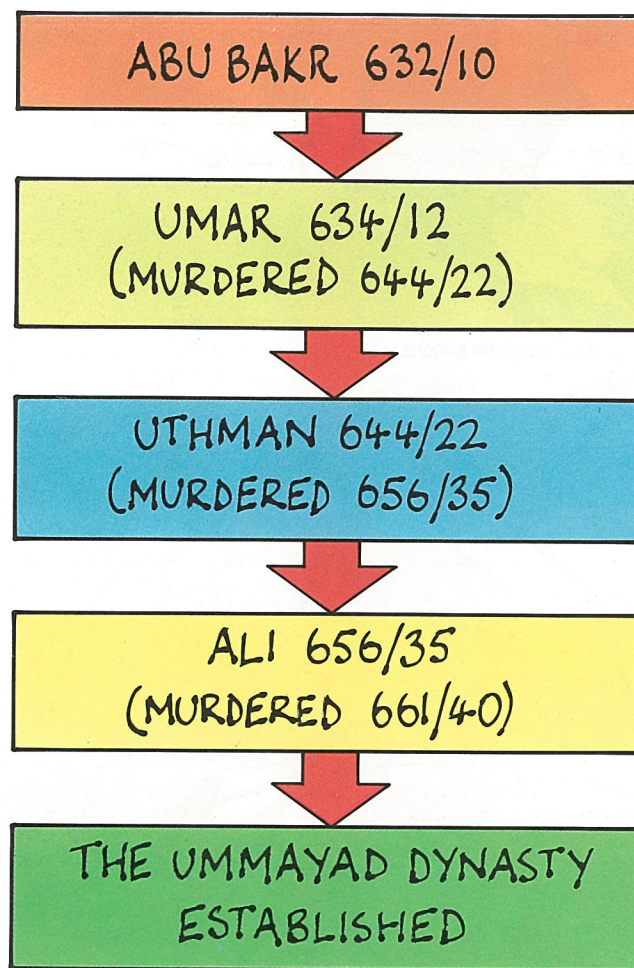 ABU BAKR 632/10
UMAR 634/12
(MURDERED 644/22)
UTHMAN 644/22
(MURDERED 656/35)
ALI 656/35
(MURDERED 661/40)
THE UMMAYAD DYNASTY
ESTABLISHED